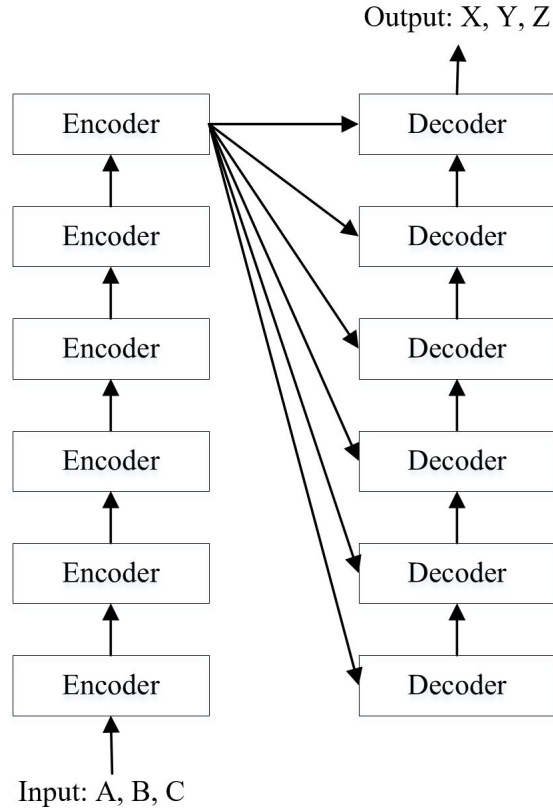 Output: X, Y, Z
Encoder
Decoder
Encoder
Decoder
Encoder
Decoder
Encoder
Decoder
Encoder
Decoder
Encoder
Decoder
Input: A, B, C